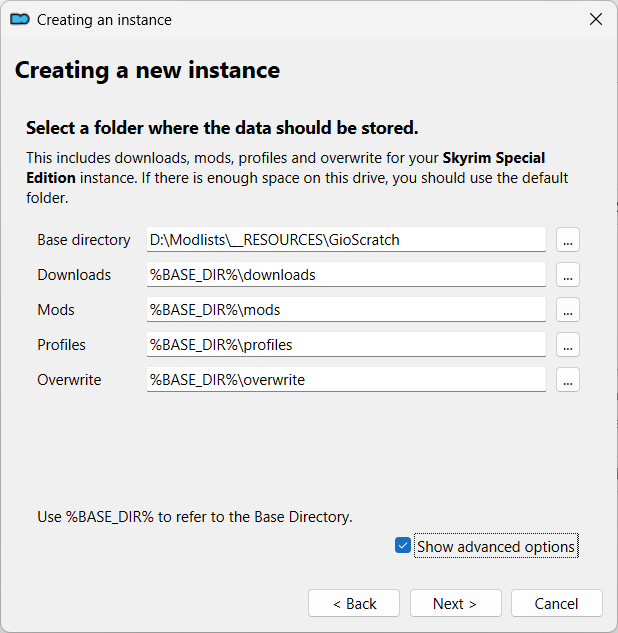 Creating an instance
Creating a new instance
Select a folder where the data should be stored.
This includes downloads, mods, profiles and overwrite for your Skyrim Special
Edition instance. If there is enough space on this drive, you should use the default
folder.
Base directory D:\Modlists\__RESOURCES\GioScratch ...
Downloads %BASE_DIR%\downloads ...
Mods %BASE_DIR%\mods ...
Profiles %BASE_DIR%\profiles ...
Overwrite %BASE_DIR%\overwrite ...
Use %BASE_DIR% to refer to the Base Directory.
Show advanced options
< Back Next > Cancel